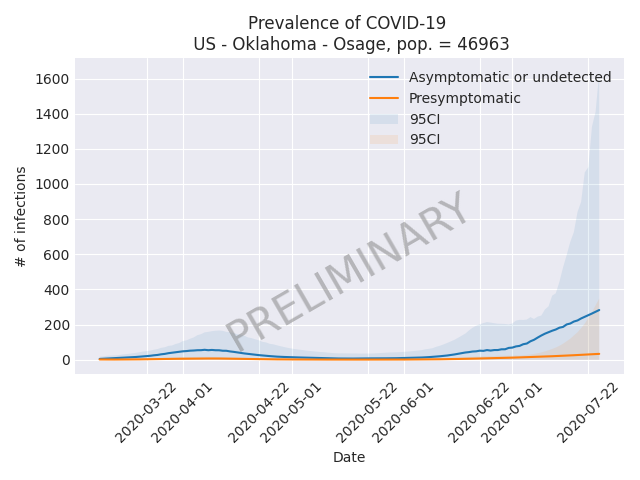 Prevalence of COVID-19
US - Oklahoma - Osage, pop. = 46963
Asymptomatic or undetected
Presymptomatic
95CI
95CI
1600
1400
1200
1000
800
600
400
200
0
# of infections
PRELIMINARY
2020-03-22
2020-04-01
2020-04-22
2020-05-01
2020-05-22
2020-06-01
2020-06-22
2020-07-01
2020-07-22
Date